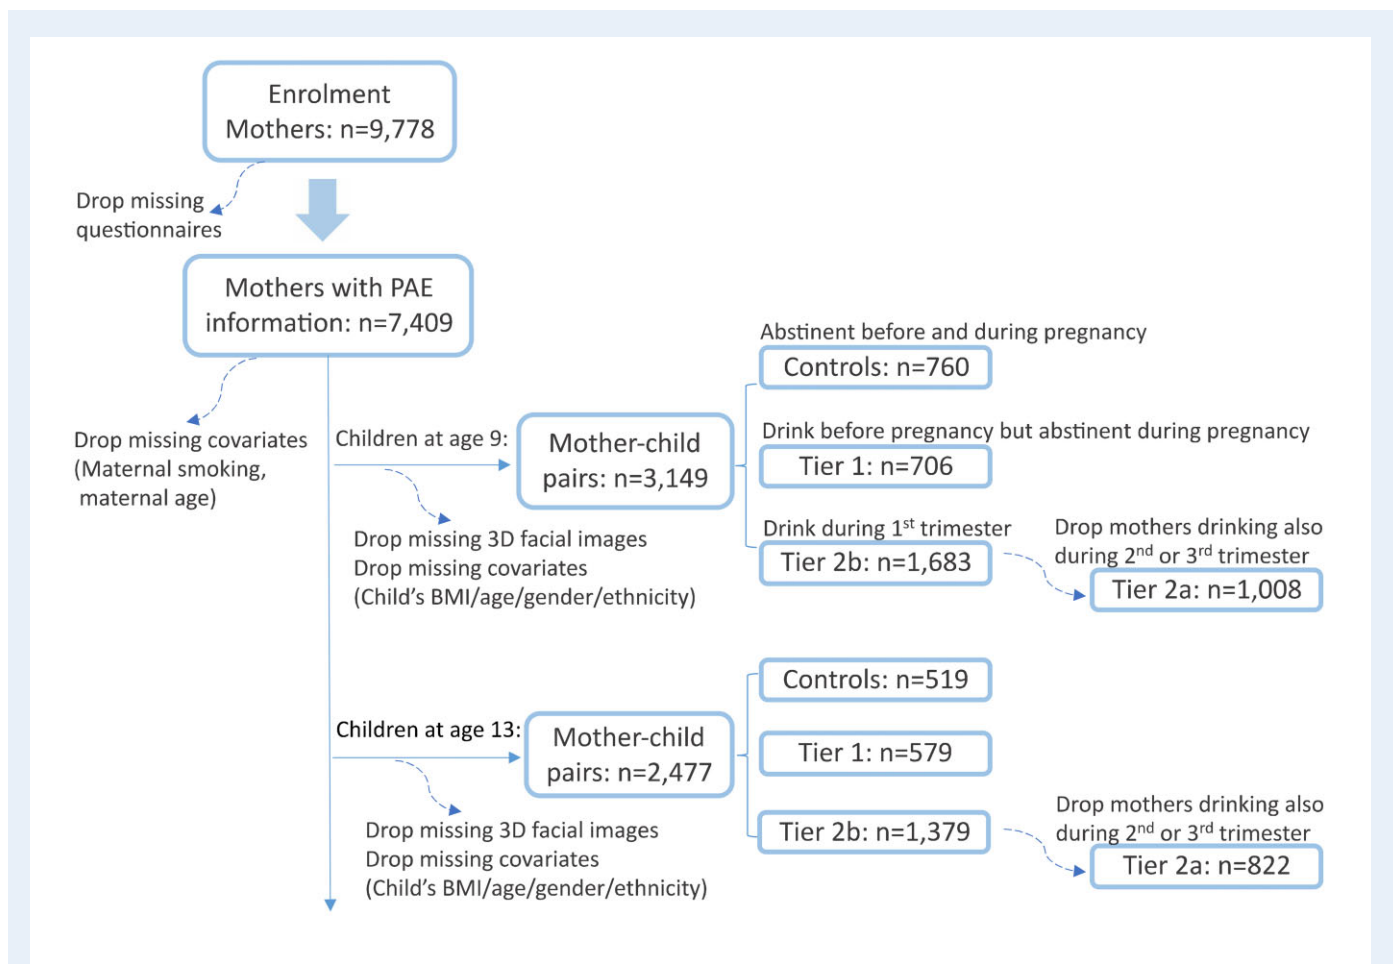 Enrolment
Mothers: n=9,778
Drop missing
questionnaires
Mothers with PAE
information: n=7,409
Drop missing covariates
(Maternal smoking,
maternal age)
Children at age 9:
Mother-child
pairs: n=3,149
Drop missing 3D facial images
Drop missing covariates
(Child's BMI/age/gender/ethnicity)
Abstinent before and during pregnancy
Controls: n=760
Drink before pregnancy but abstinent during pregnancy
Tier 1: n=706
Drink during 1st trimester
Tier 2b: n=1,683
Drop mothers drinking also
during 2nd or 3rd trimester
Tier 2a: n=1,008
Children at age 13:
Mother-child
pairs: n=2,477
Drop missing 3D facial images
Drop missing covariates
(Child's BMI/age/gender/ethnicity)
Controls: n=519
Tier 1: n=579
Tier 2b: n=1,379
Drop mothers drinking also
during 2nd or 3rd trimester
Tier 2a: n=822